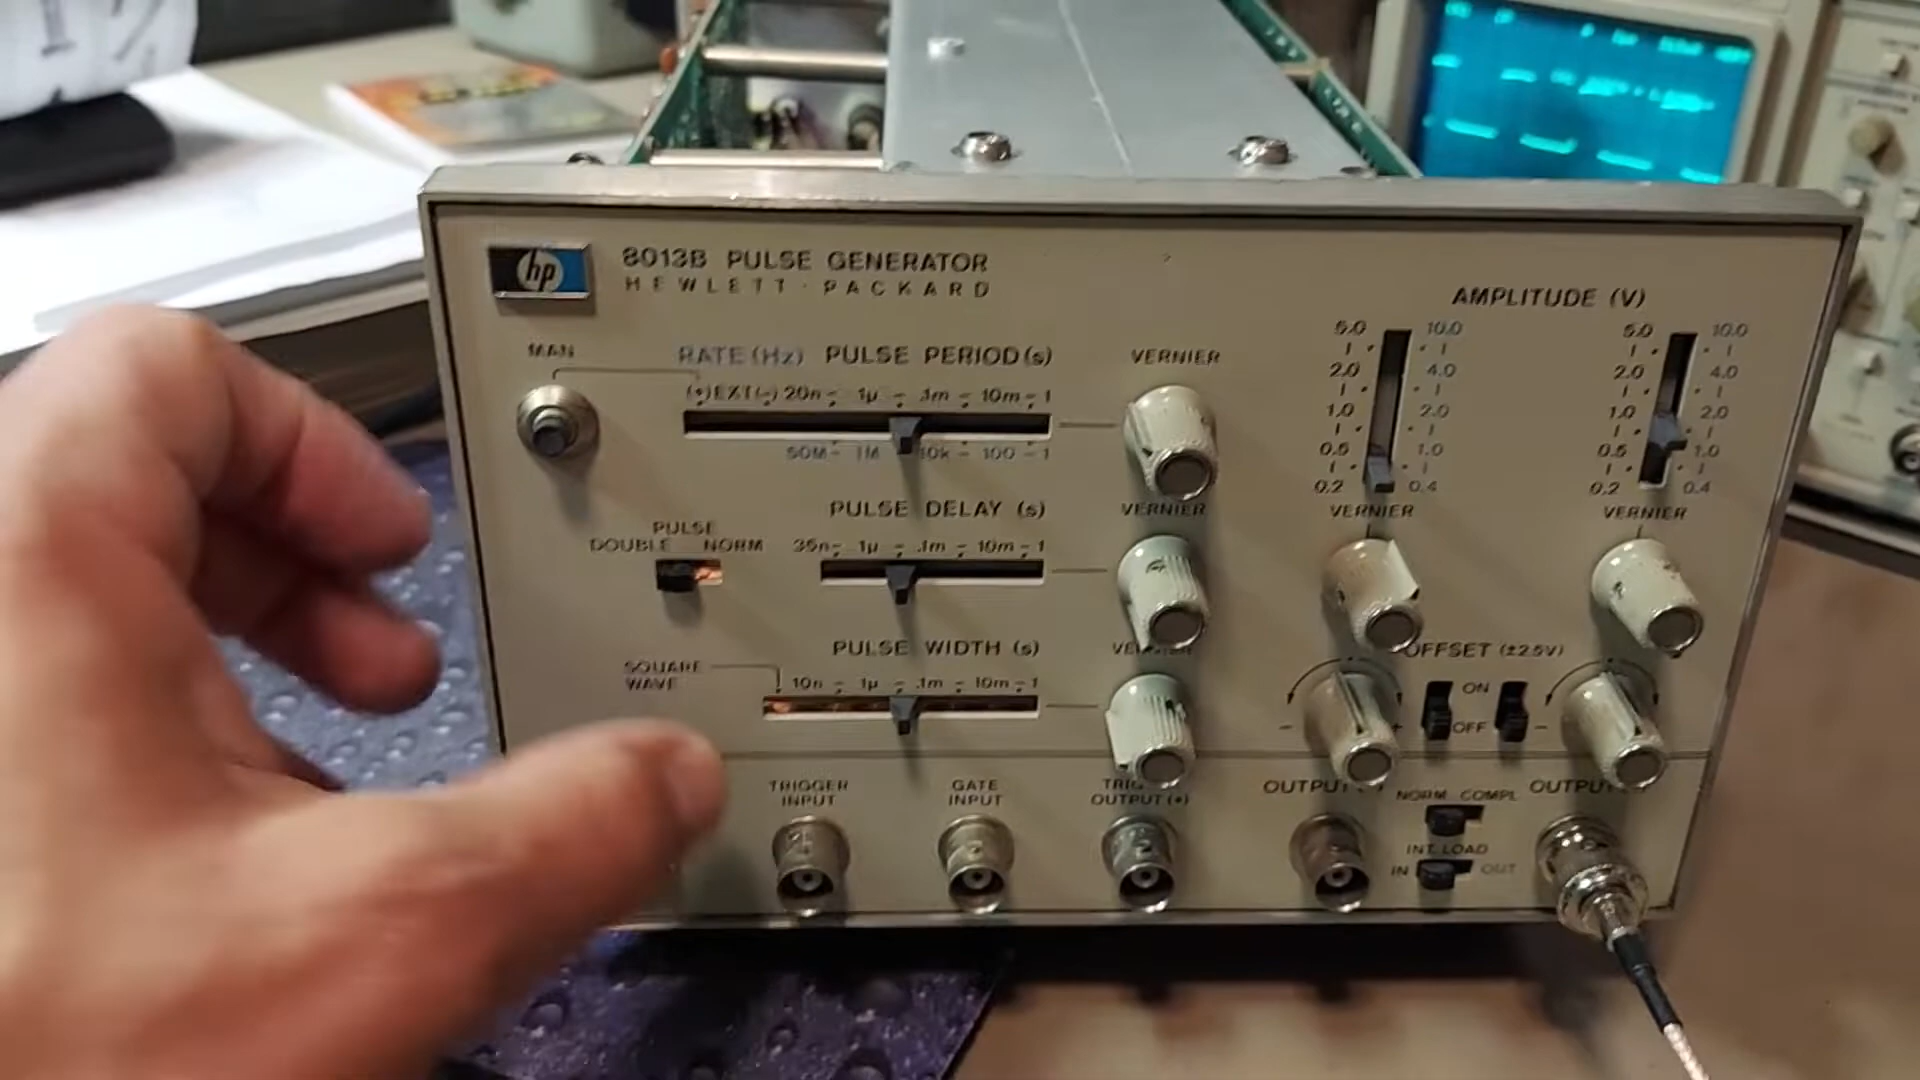 hp
8013B PULSE GENERATOR
HEWLETT · PACKARD
AMPLITUDE (V)
MAN
RATE (Hz) PULSE PERIOD (s)
VERNIER
(+) EXT (-) 20n - 1µ - .1m - 10m - 1
50M - 1M 10k - 100 - 1
5.0 10.0
2.0 4.0
1.0 2.0
0.5 1.0
0.2 0.4
5.0 10.0
2.0 4.0
1.0 2.0
0.5 1.0
0.2 0.4
PULSE DELAY (s)
VERNIER
VERNIER
VERNIER
PULSE
DOUBLE NORM
35n - 1µ - .1m - 10m - 1
PULSE WIDTH (s)
OFFSET (±2.5V)
SQUARE
WAVE
10n - 1µ - .1m - 10m - 1
ON
- + OFF -
TRIGGER
INPUT
GATE
INPUT
OUTPUT (+)
OUTPUT
NORM COMPL
OUTPUT
INT. LOAD
IN OUT